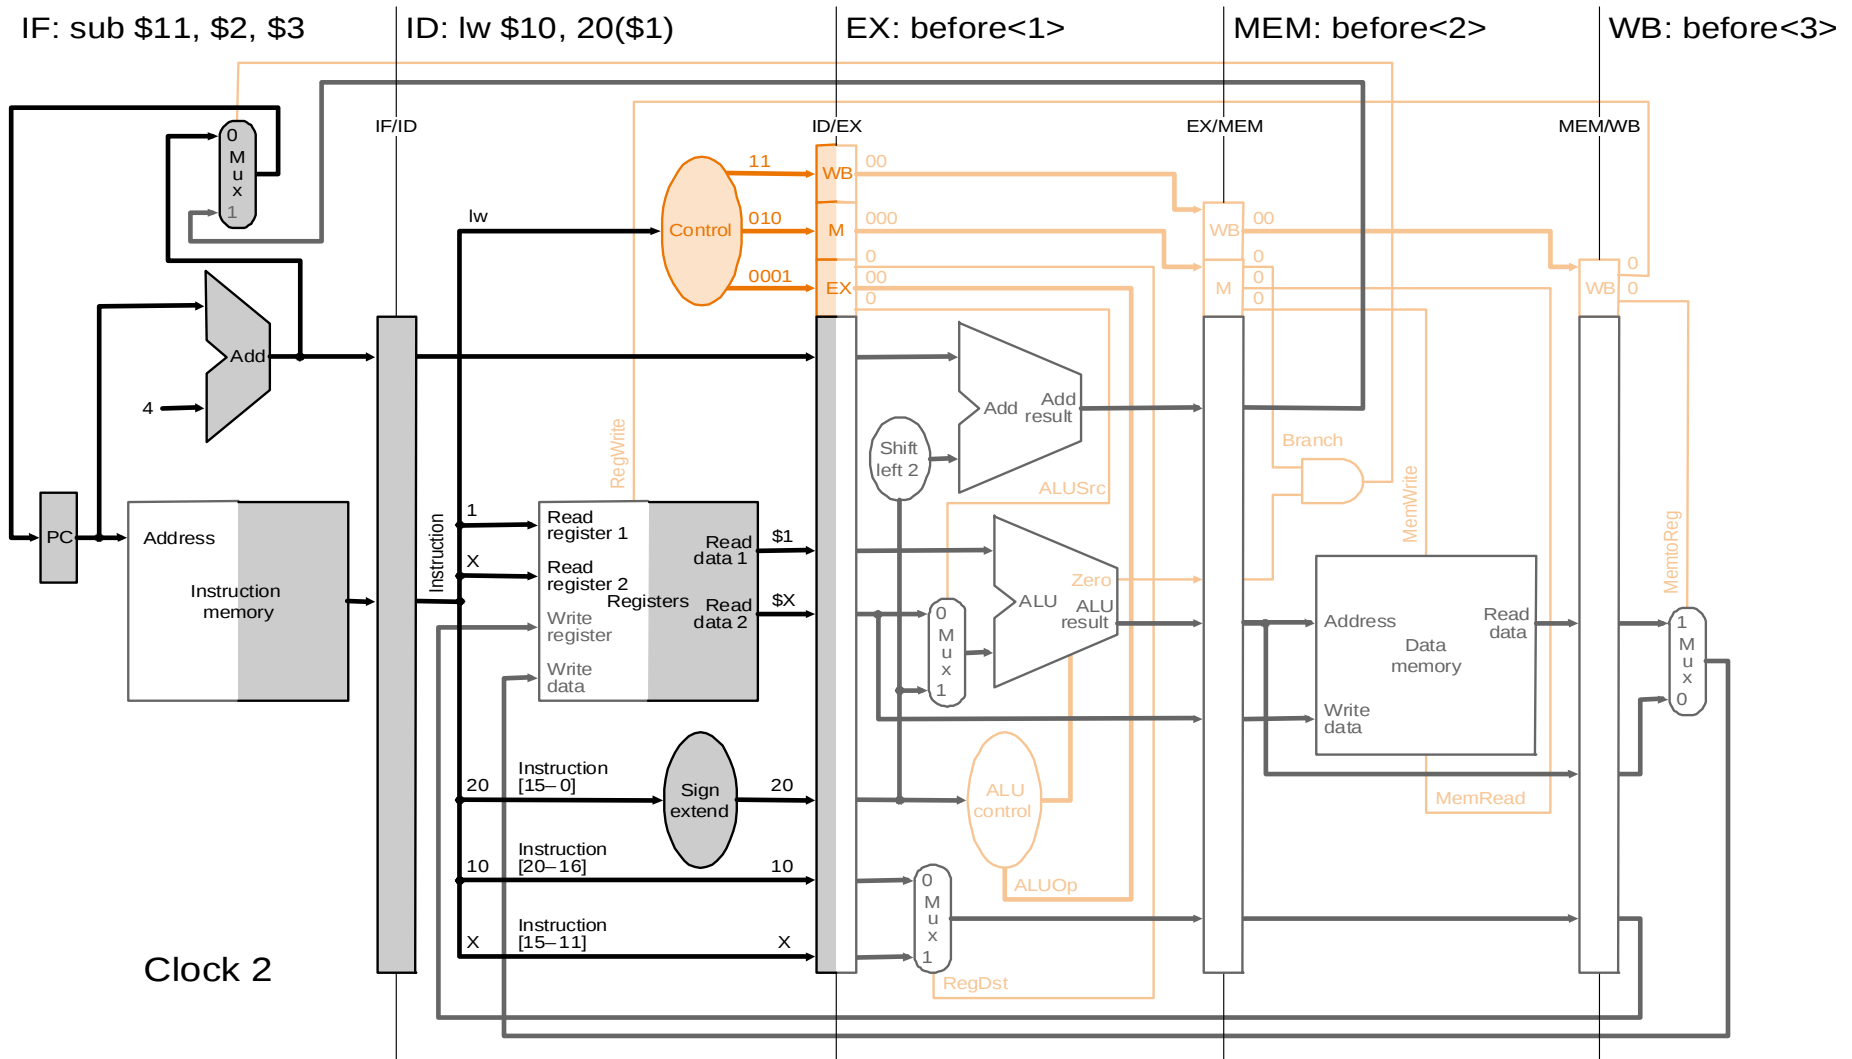 IF: sub $11, $2, $3
ID: lw $10, 20($1)
EX: before<1>
MEM: before<2>
WB: before<3>
IF/ID
ID/EX
EX/MEM
MEM/WB
0
M
u
x
1
Add
4
PC
Address
Instruction
memory
Instruction
lw
Control
11
010
0001
WB
M
EX
00
000
0
00
0
WB
M
00
0
0
0
WB
0
0
RegWrite
1
X
Read
register 1
Read
register 2
Registers
Write
register
Write
data
Read
data 1
Read
data 2
$1
$X
20
Instruction
[15–0]
Sign
extend
20
10
Instruction
[20–16]
10
X
Instruction
[15–11]
X
Add
Add
result
Shift
left 2
ALUSrc
0
M
u
x
1
ALU
Zero
ALU
result
ALU
control
ALUOp
0
M
u
x
1
RegDst
Branch
MemWrite
Address
Data
memory
Read
data
Write
data
MemRead
MemtoReg
1
M
u
x
0
Clock 2